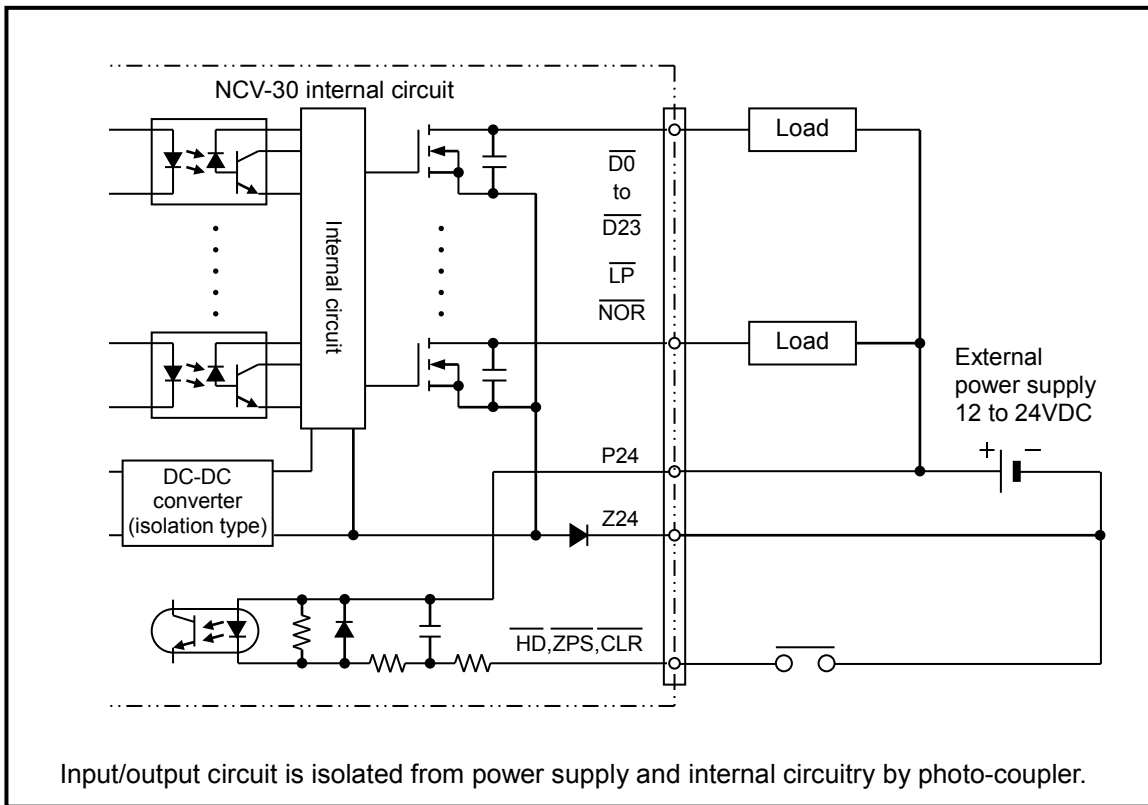 NCV-30 internal circuit
Internal circuit
Load
D0
to
D23
LP
NOR
Load
External
power supply
12 to 24VDC
+ −
P24
DC-DC
converter
(isolation type)
Z24
HD,ZPS,CLR
Input/output circuit is isolated from power supply and internal circuitry by photo-coupler.